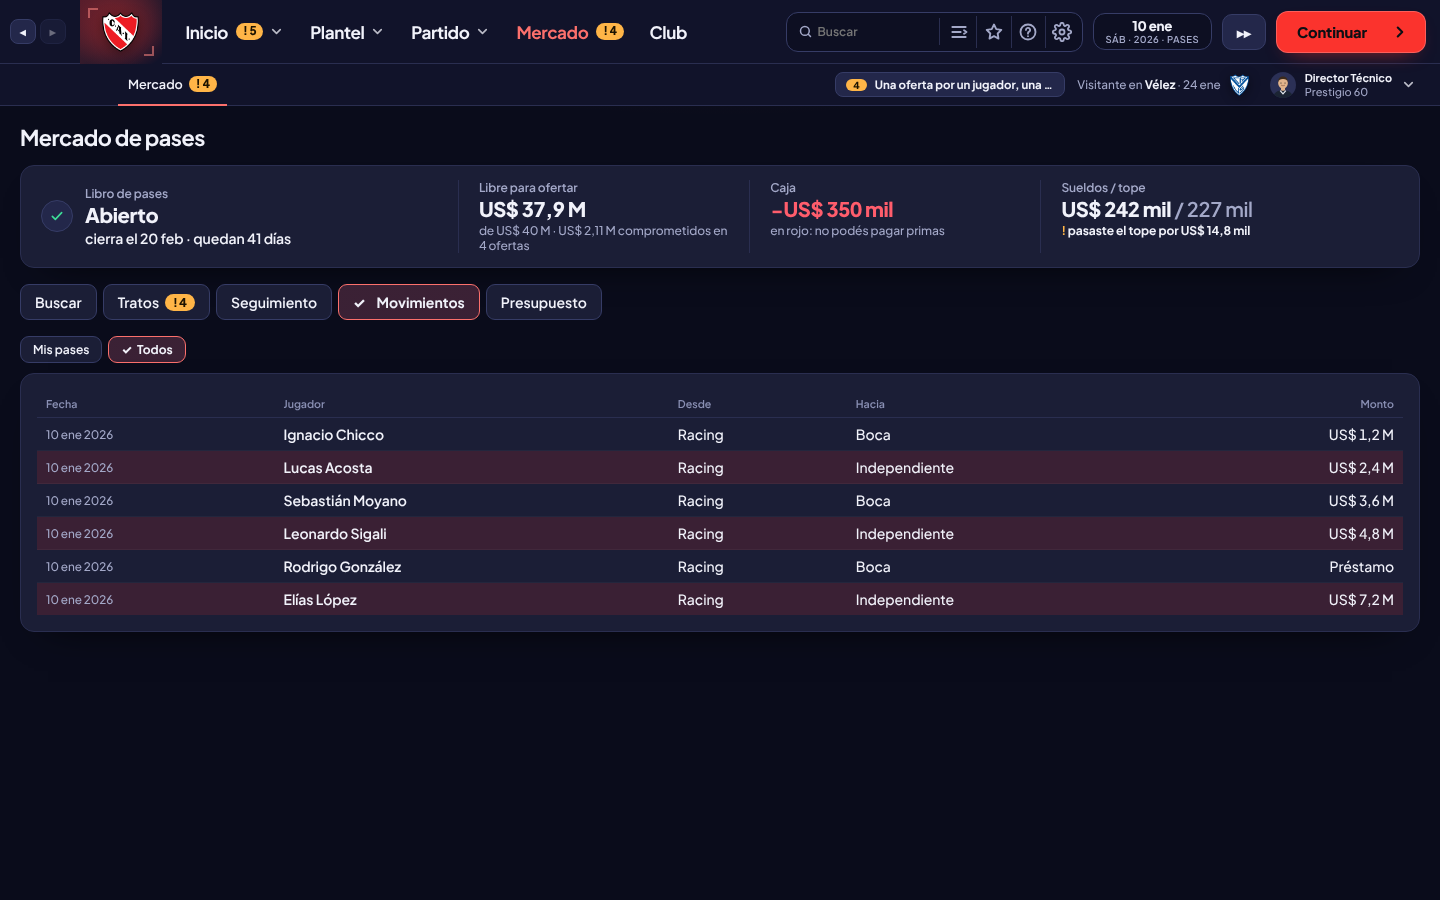 Inicio !5 Plantel Partido Mercado !4 Club Buscar 10 ene Continuar
SÁB · 2026 · PASES
Mercado !4 4 Una oferta por un jugador, una ... Visitante en Vélez · 24 ene Director Técnico
Prestigio 60
Mercado de pases
Libro de pases
Abierto
cierra el 20 feb · quedan 41 días
Libre para ofertar
US$ 37,9 M
de US$ 40 M · US$ 2,11 M comprometidos en
4 ofertas
Caja
-US$ 350 mil
en rojo: no podés pagar primas
Sueldos / tope
US$ 242 mil / 227 mil
! pasaste el tope por US$ 14,8 mil
Buscar Tratos !4 Seguimiento ✓ Movimientos Presupuesto
Mis pases ✓ Todos
Fecha Jugador Desde Hacia Monto
10 ene 2026 Ignacio Chicco Racing Boca US$ 1,2 M
10 ene 2026 Lucas Acosta Racing Independiente US$ 2,4 M
10 ene 2026 Sebastián Moyano Racing Boca US$ 3,6 M
10 ene 2026 Leonardo Sigali Racing Independiente US$ 4,8 M
10 ene 2026 Rodrigo González Racing Boca Préstamo
10 ene 2026 Elías López Racing Independiente US$ 7,2 M